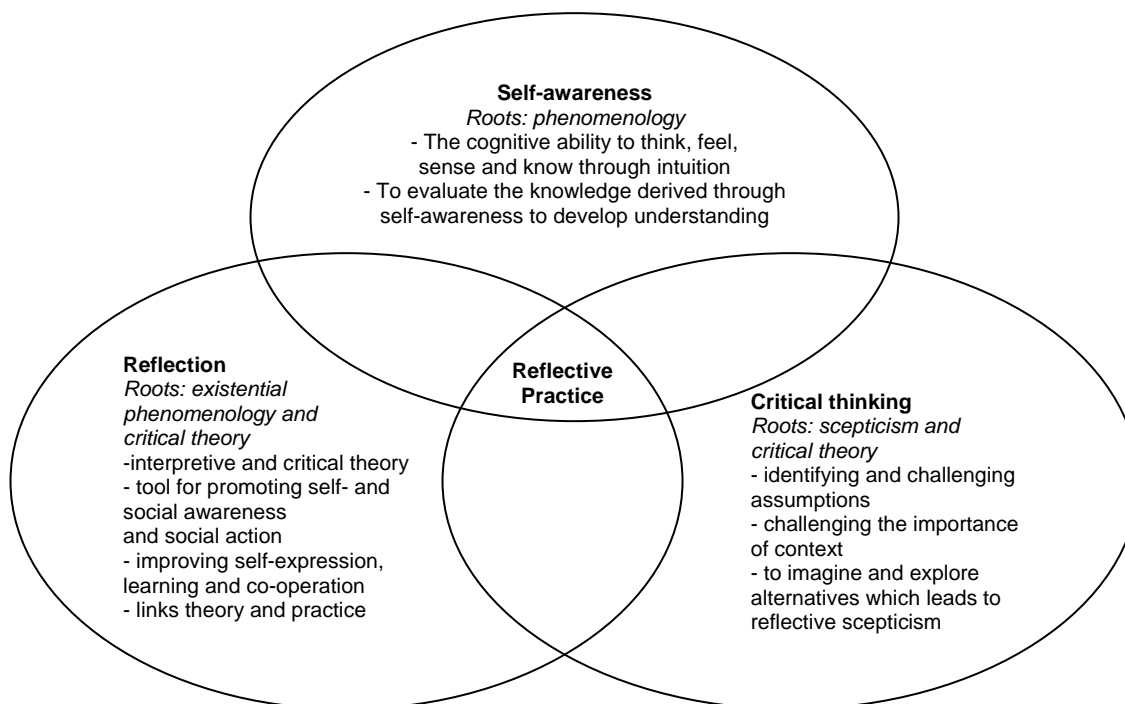 Self-awareness
Roots: phenomenology
- The cognitive ability to think, feel,
sense and know through intuition
- To evaluate the knowledge derived through
self-awareness to develop understanding
Reflection
Roots: existential
phenomenology and
critical theory
-interpretive and critical theory
- tool for promoting self- and
social awareness
and social action
- improving self-expression,
learning and co-operation
- links theory and practice
Reflective
Practice
Critical thinking
Roots: scepticism and
critical theory
- identifying and challenging
assumptions
- challenging the importance
of context
- to imagine and explore
alternatives which leads to
reflective scepticism